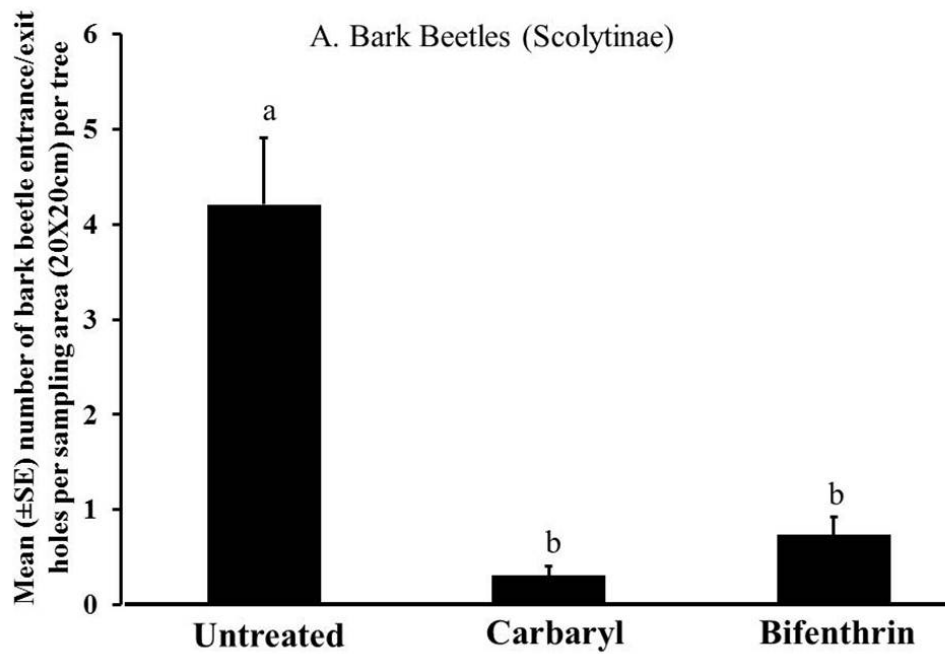 A. Bark Beetles (Scolytinae)
Mean (±SE) number of bark beetle entrance/exit
holes per sampling area (20X20cm) per tree
6
5
4
3
2
1
0
a
b
b
Untreated
Carbaryl
Bifenthrin